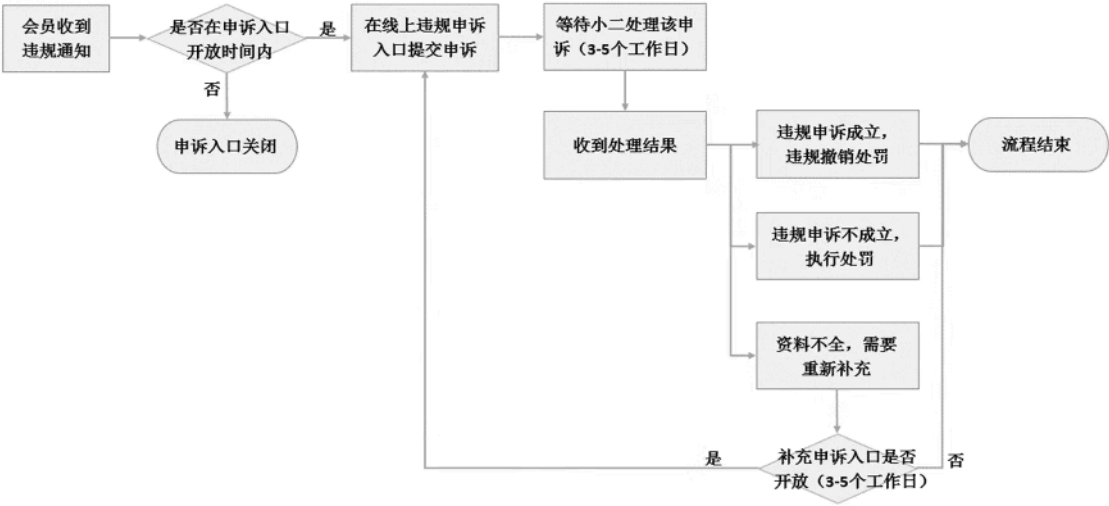 会员收到
违规通知
是否在申诉入口
开放时间内
是
否
申诉入口关闭
在线上违规申诉
入口提交申诉
等待小二处理该申
诉（3-5个工作日）
收到处理结果
违规申诉成立，
违规撤销处罚
流程结束
违规申诉不成立，
执行处罚
资料不全，需要
重新补充
补充申诉入口是否
开放（3-5个工作日）
是
否